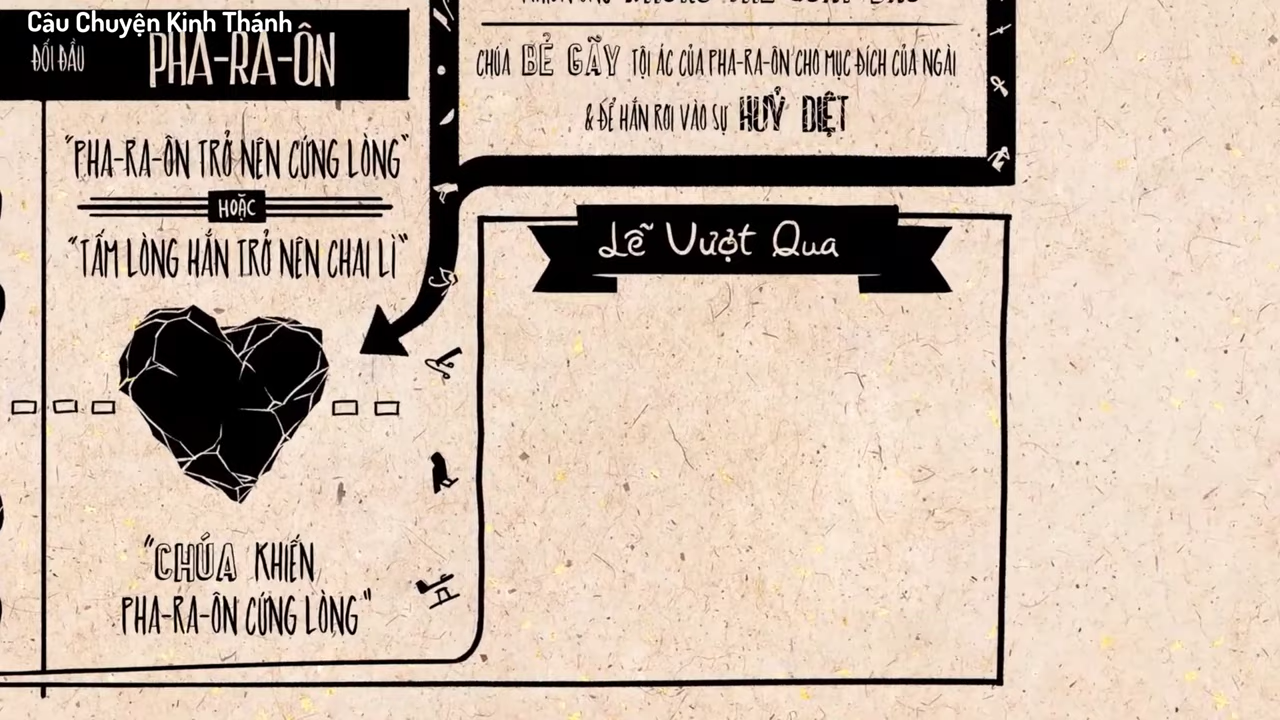 Câu Chuyện Kinh Thánh
ĐỐI ĐẦU PHA-RA-ÔN
"PHA-RA-ÔN TRỞ NÊN CỨNG LÒNG"
HOẶC
"TẤM LÒNG HẮN TRỞ NÊN CHAI LÌ"
"CHÚA KHIẾN
PHA-RA-ÔN CỨNG LÒNG"
CHÚA BẺ GÃY TỘI ÁC CỦA PHA-RA-ÔN CHO MỤC ĐÍCH CỦA NGÀI
& ĐỂ HẮN RƠI VÀO SỰ HUỶ DIỆT
Lễ Vượt Qua